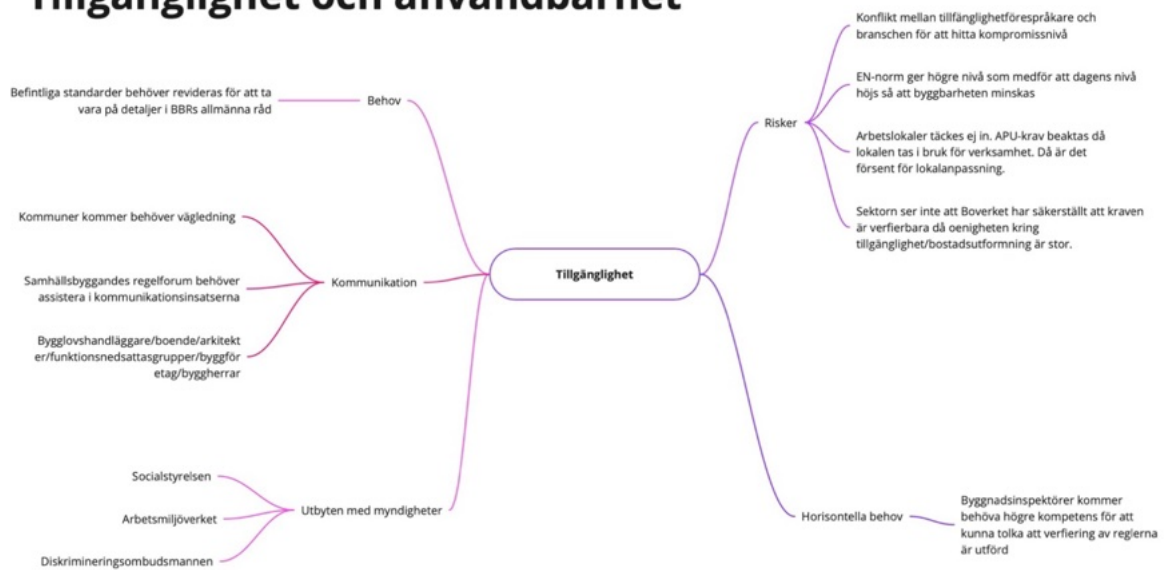 Tillgänglighet och användbarhet
Befintliga standarder behöver revideras för att ta
vara på detaljer i BBRs allmänna råd
Behov
Kommuner kommer behöver vägledning
Samhällsbyggandes regelforum behöver
assistera i kommunikationsinsatserna
Bygglovshandläggare/boende/arkitekt
er/funktionsnedsattasgrupper/byggför
etag/byggherrar
Kommunikation
Socialstyrelsen
Arbetsmiljöverket
Diskrimineringsombudsmannen
Utbyten med myndigheter
Tillgänglighet
Risker
Konflikt mellan tillfänglighetförespråkare och
branschen för att hitta kompromissnivå
EN-norm ger högre nivå som medför att dagens nivå
höjs så att byggbarheten minskas
Arbetslokaler täckes ej in. APU-krav beaktas då
lokalen tas i bruk för verksamhet. Då är det
försent för lokalanpassning.
Sektorn ser inte att Boverket har säkerställt att kraven
är verfierbara då oenigheten kring
tillgänglighet/bostadsutformning är stor.
Horisontella behov
Byggnadsinspektörer kommer
behöva högre kompetens för att
kunna tolka att verfiering av reglerna
är utförd